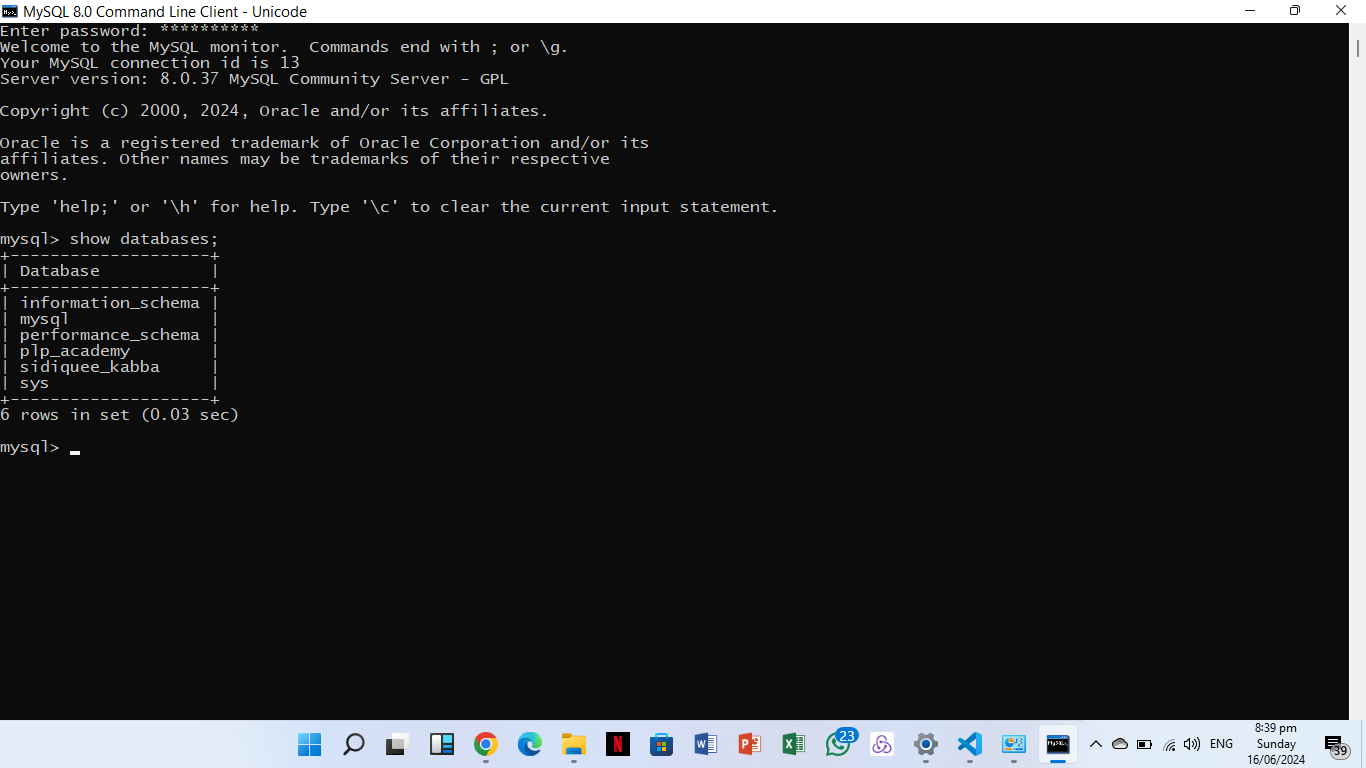 MySQL 8.0 Command Line Client - Unicode
Enter password: **********
Welcome to the MySQL monitor.  Commands end with ; or \g.
Your MySQL connection id is 13
Server version: 8.0.37 MySQL Community Server - GPL
Copyright (c) 2000, 2024, Oracle and/or its affiliates.
Oracle is a registered trademark of Oracle Corporation and/or its
affiliates. Other names may be trademarks of their respective
owners.
Type 'help;' or '\h' for help. Type '\c' to clear the current input statement.
mysql> show databases;
+--------------------+
| Database           |
+--------------------+
| information_schema |
| mysql              |
| performance_schema |
| plp_academy        |
| sidiquee_kabba     |
| sys                |
+--------------------+
6 rows in set (0.03 sec)
mysql> _
23
ENG
8:39 pm
Sunday
16/06/2024
39